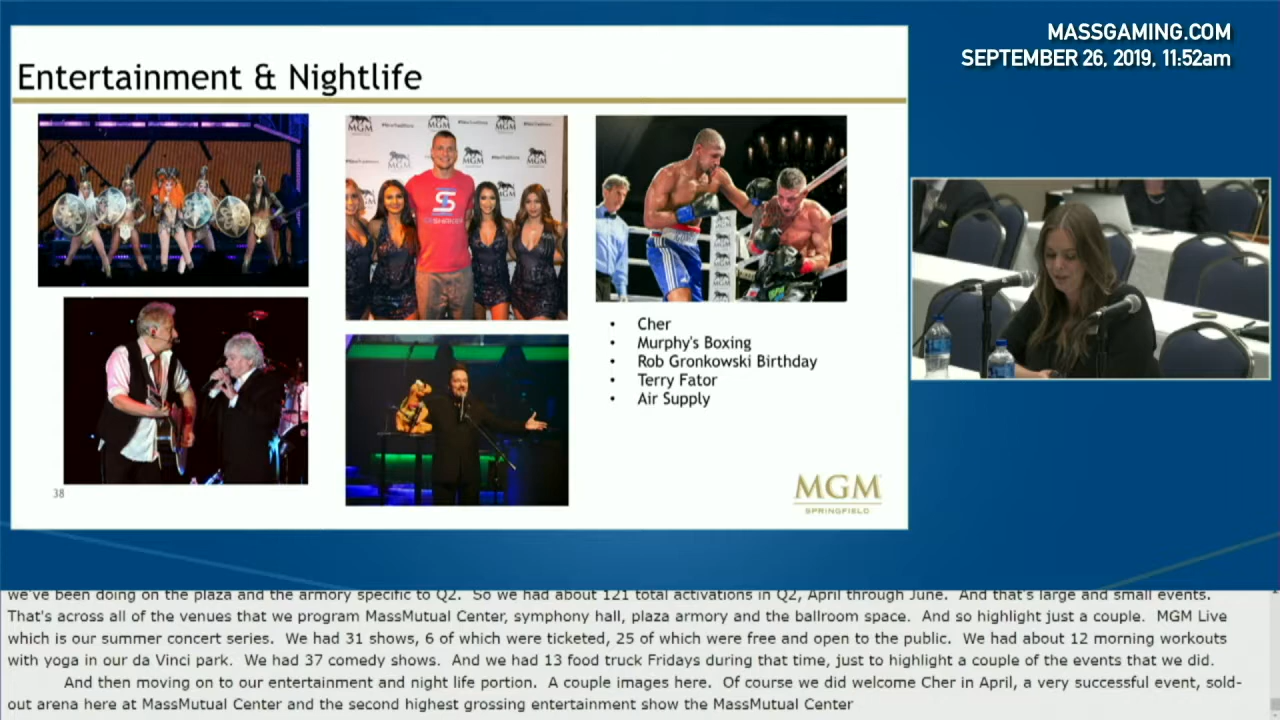 MASSGAMING.COM
SEPTEMBER 26, 2019, 11:52am
Entertainment & Nightlife
MGM
MGM
MGM
MGM
MGM
MGM
• Cher
• Murphy's Boxing
• Rob Gronkowski Birthday
• Terry Fator
• Air Supply
38
MGM
SPRINGFIELD
we've been doing on the plaza and the armory specific to Q2. So we had about 121 total activations in Q2, April through June. And that's large and small events.
That's across all of the venues that we program MassMutual Center, symphony hall, plaza armory and the ballroom space. And so highlight just a couple. MGM Live
which is our summer concert series. We had 31 shows, 6 of which were ticketed, 25 of which were free and open to the public. We had about 12 morning workouts
with yoga in our da Vinci park. We had 37 comedy shows. And we had 13 food truck Fridays during that time, just to highlight a couple of the events that we did.
And then moving on to our entertainment and night life portion. A couple images here. Of course we did welcome Cher in April, a very successful event, sold-
out arena here at MassMutual Center and the second highest grossing entertainment show the MassMutual Center